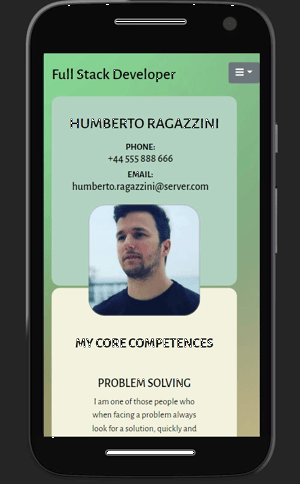 Full Stack Developer
HUMBERTO RAGAZZINI
PHONE:
+44 555 888 666
EMAIL:
humberto.ragazzini@server.com
MY CORE COMPETENCES
PROBLEM SOLVING
I am one of those people who
when facing a problem always
look for a solution, quickly and